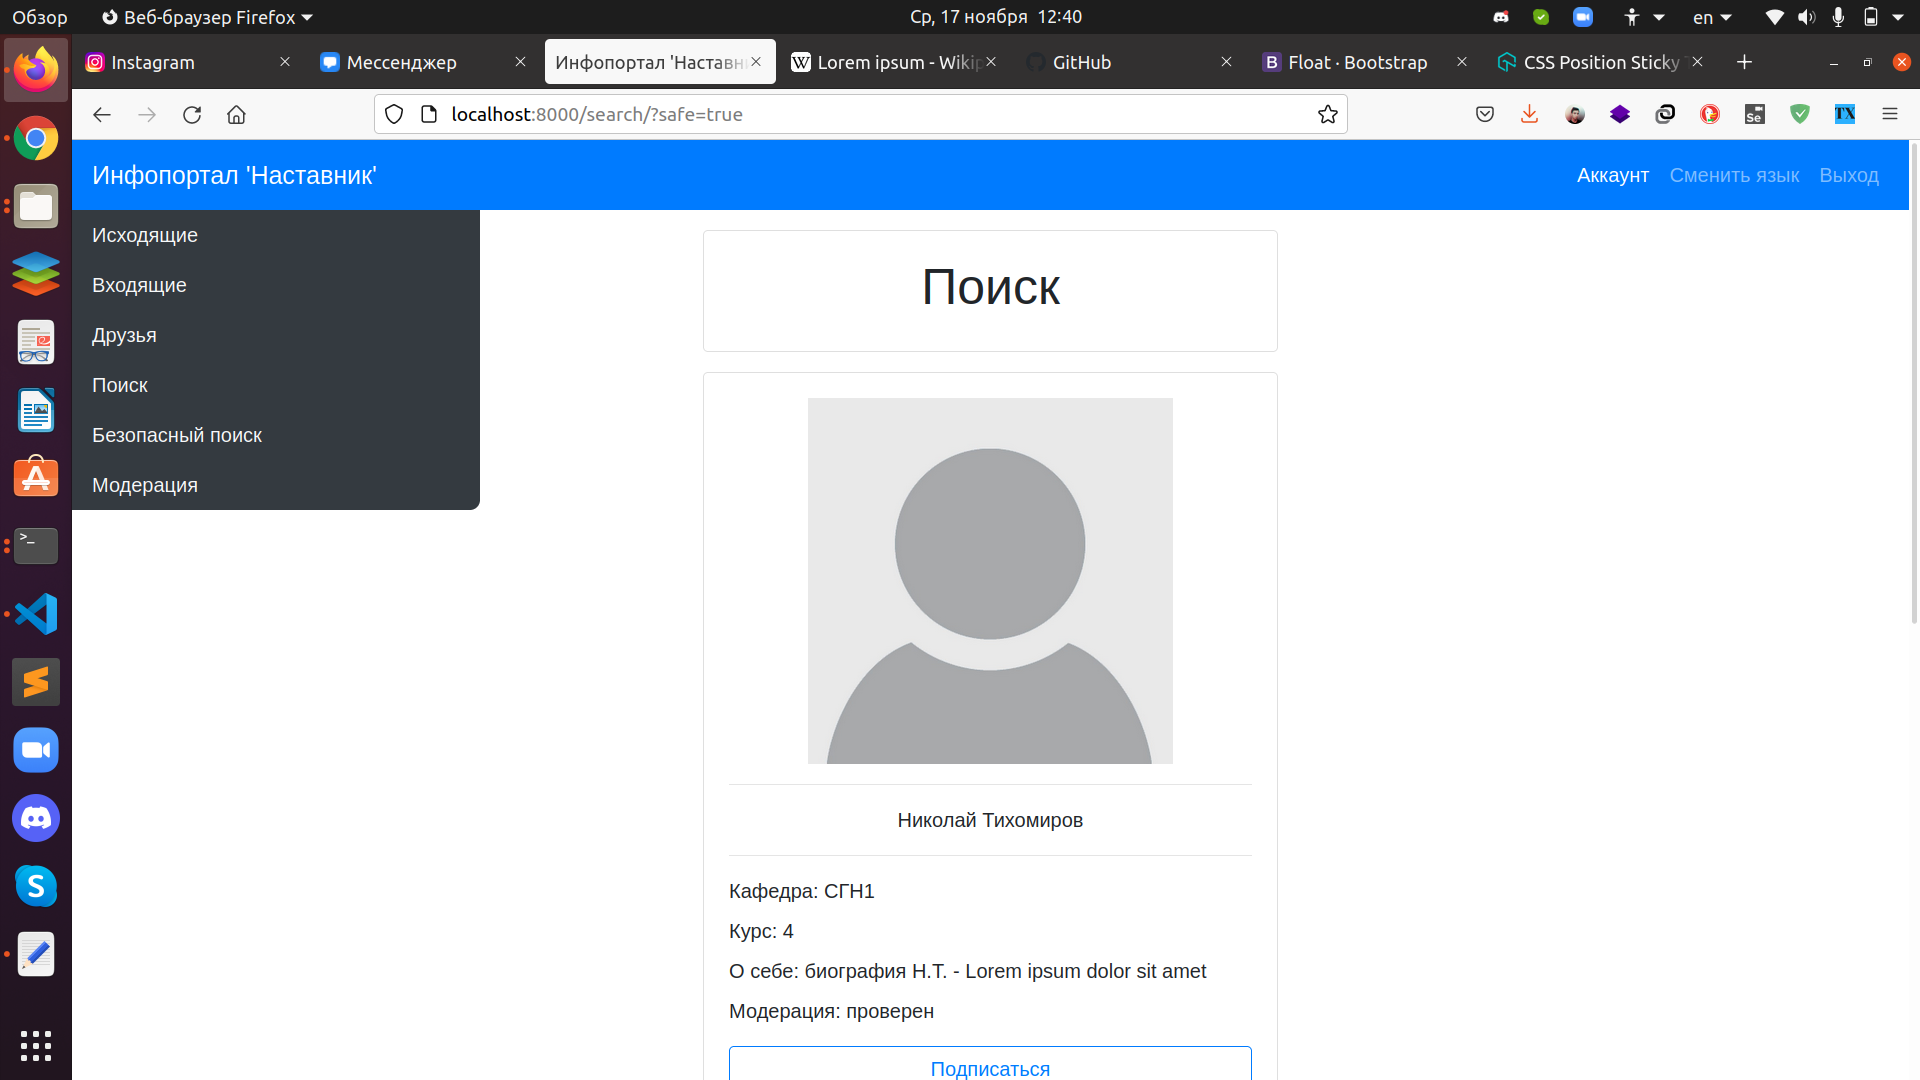 Обзор Веб-браузер Firefox Ср, 17 ноября 12:40 en
Instagram Мессенджер Инфопортал 'Наставн Lorem ipsum - Wikip GitHub Float · Bootstrap CSS Position Sticky
localhost:8000/search/?safe=true
Инфопортал 'Наставник' Аккаунт Сменить язык Выход
Исходящие
Входящие
Друзья
Поиск
Безопасный поиск
Модерация
Поиск
Николай Тихомиров
Кафедра: СГН1
Курс: 4
О себе: биография Н.Т. - Lorem ipsum dolor sit amet
Модерация: проверен
Подписаться